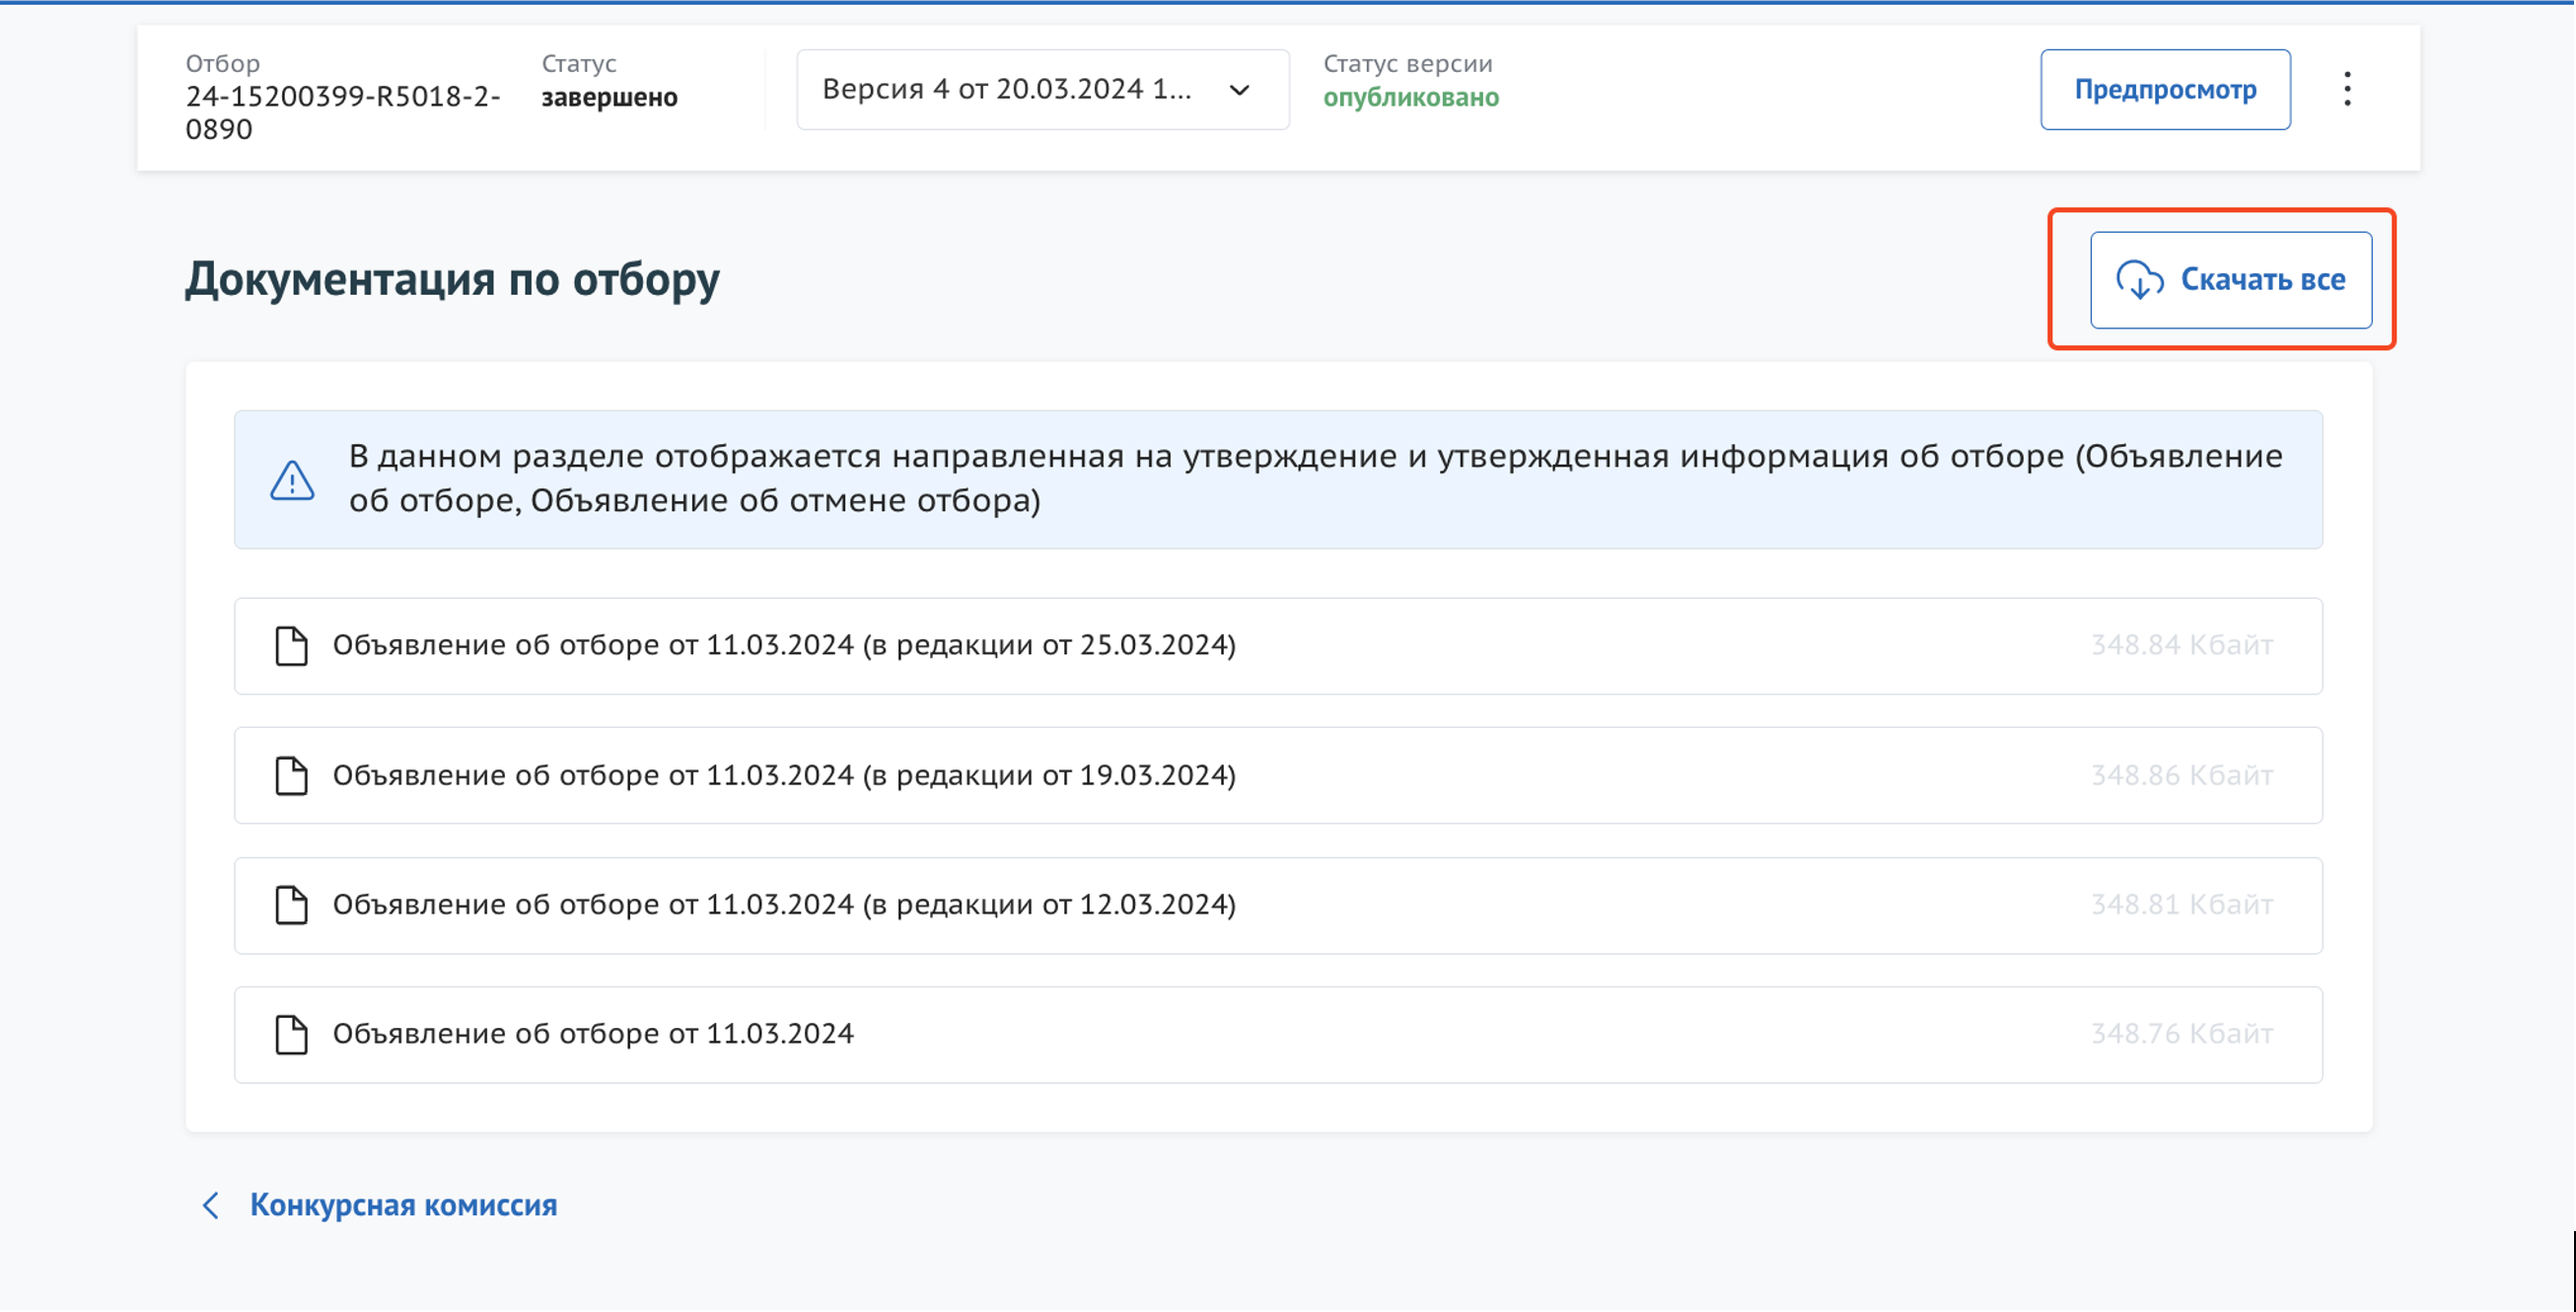 Отбор
24-15200399-R5018-2-
0890
Статус
завершено
Версия 4 от 20.03.2024 1...
Статус версии
опубликовано
Предпросмотр
Документация по отбору
Скачать все
В данном разделе отображается направленная на утверждение и утвержденная информация об отборе (Объявление
об отборе, Объявление об отмене отбора)
Объявление об отборе от 11.03.2024 (в редакции от 25.03.2024)
348.84 Кбайт
Объявление об отборе от 11.03.2024 (в редакции от 19.03.2024)
348.86 Кбайт
Объявление об отборе от 11.03.2024 (в редакции от 12.03.2024)
348.81 Кбайт
Объявление об отборе от 11.03.2024
348.76 Кбайт
Конкурсная комиссия